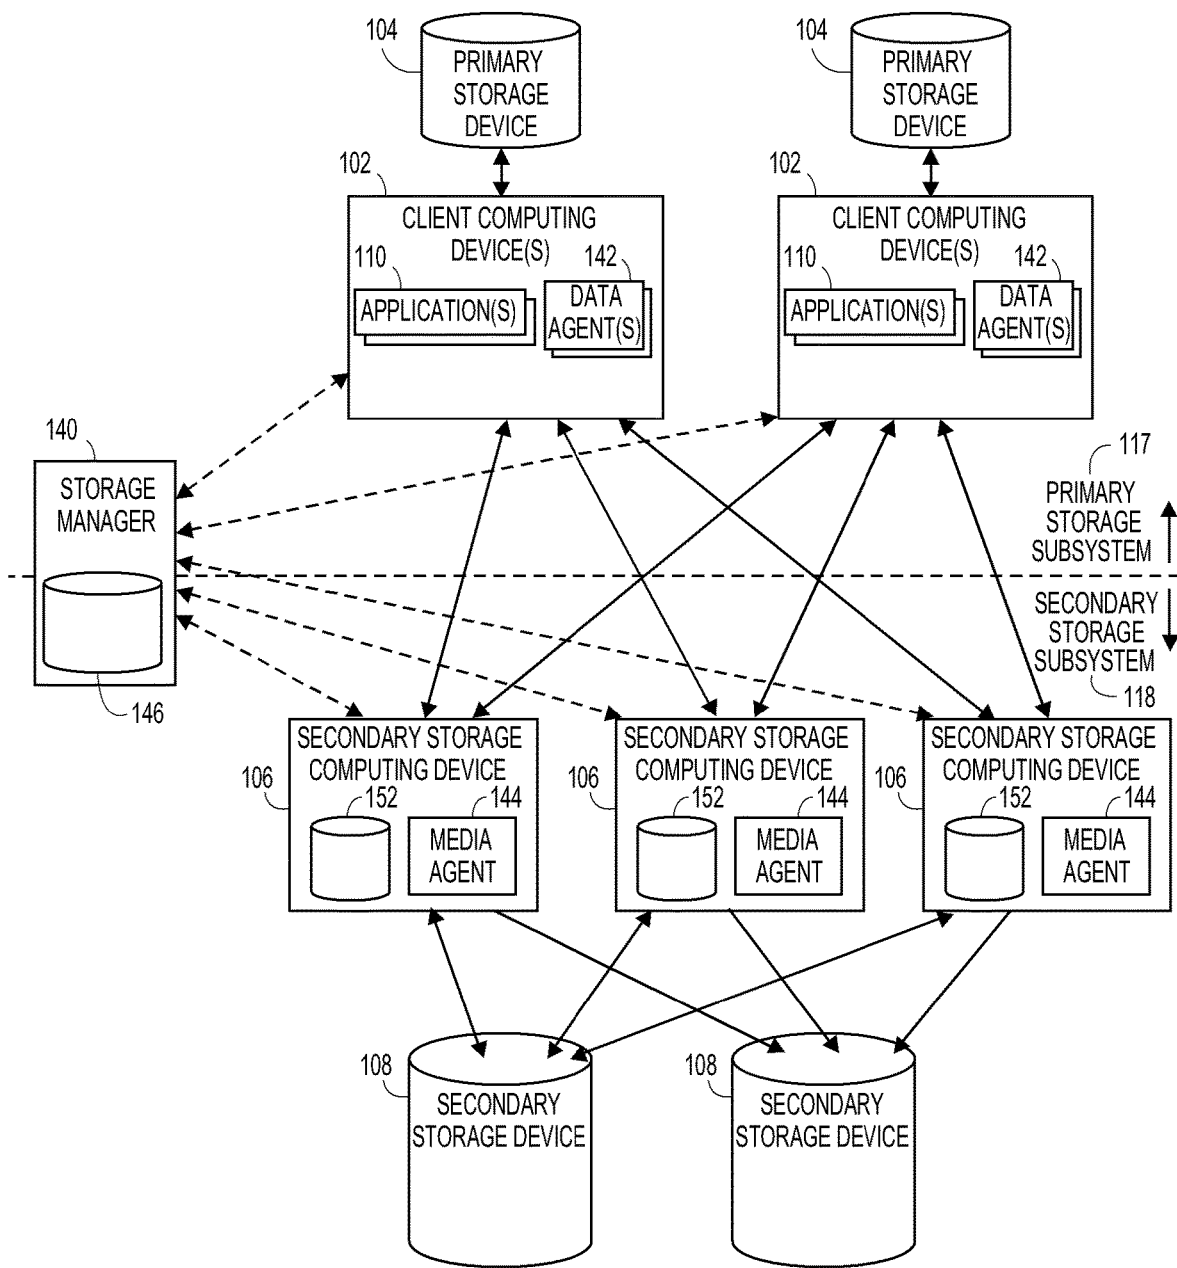 104
PRIMARY
STORAGE
DEVICE
104
PRIMARY
STORAGE
DEVICE
102
CLIENT COMPUTING
DEVICE(S)
110
142
APPLICATION(S)
DATA
AGENT(S)
102
CLIENT COMPUTING
DEVICE(S)
110
142
APPLICATION(S)
DATA
AGENT(S)
140
STORAGE
MANAGER
146
117
PRIMARY
STORAGE
SUBSYSTEM
SECONDARY
STORAGE
SUBSYSTEM
118
SECONDARY STORAGE
COMPUTING DEVICE
106
152
144
MEDIA
AGENT
SECONDARY STORAGE
COMPUTING DEVICE
106
152
144
MEDIA
AGENT
SECONDARY STORAGE
COMPUTING DEVICE
106
152
144
MEDIA
AGENT
108
SECONDARY
STORAGE DEVICE
108
SECONDARY
STORAGE DEVICE